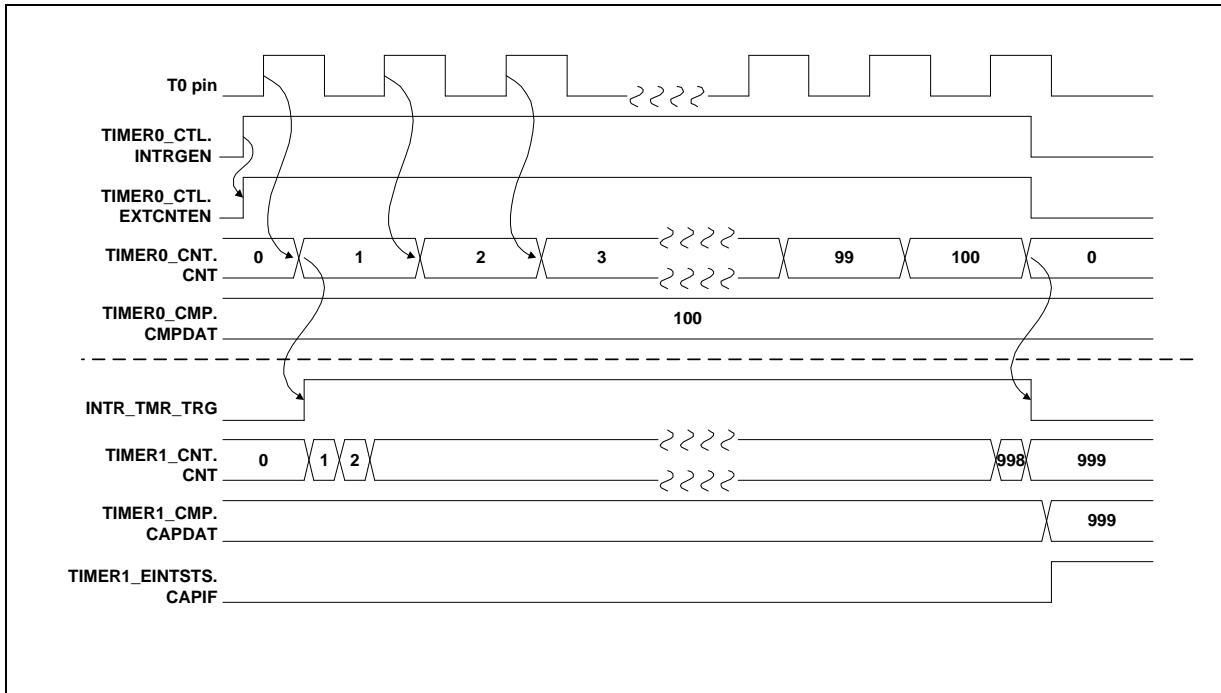 T0 pin
TIMER0_CTL.
INTRGEN
TIMER0_CTL.
EXTCNTEN
TIMER0_CNT.
CNT
0 1 2 3 99 100 0
TIMER0_CMP.
CMPDAT
100
INTR_TMR_TRG
TIMER1_CNT.
CNT
0 1 2 998 999
TIMER1_CMP.
CAPDAT
999
TIMER1_EINTSTS.
CAPIF